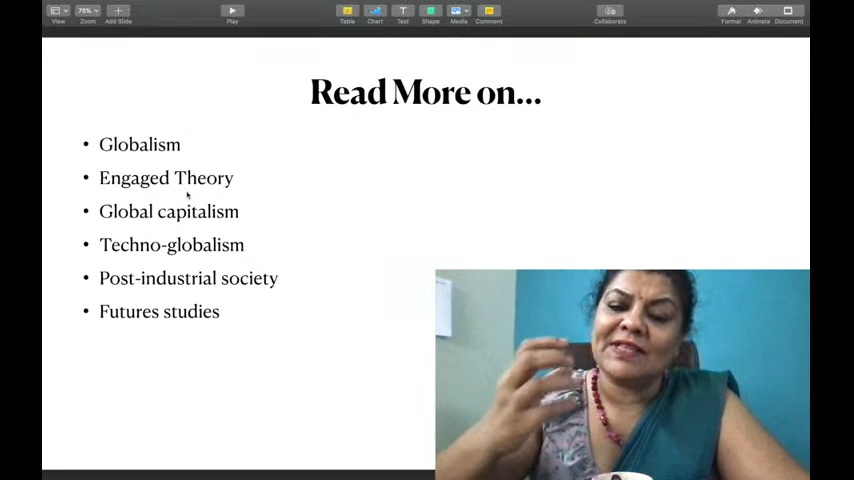 View
75%
Zoom
Add Slide
Play
Table
Chart
Text
Shape
Media
Comment
Collaborate
Format
Animate
Document
Read More on...
• Globalism
• Engaged Theory
• Global capitalism
• Techno-globalism
• Post-industrial society
• Futures studies